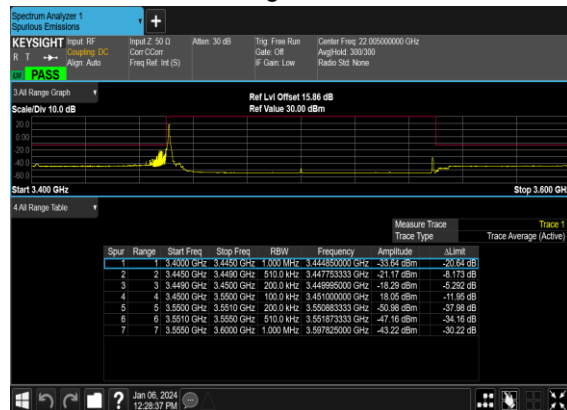 Spectrum Analyzer 1
Spurious Emissions
+
KEYSIGHT Input: RF Input Z: 50 Ω Atten: 30 dB Trig: Free Run Center Freq: 22.005000000 GHz
R T Coupling: DC Corr CCorr Gate: Off Avg|Hold: 300/300
Align: Auto Freq Ref: Int (S) IF Gain: Low Radio Std: None
PASS
3 All Range Graph
Ref Lvl Offset 15.86 dB
Scale/Div 10.0 dB Ref Value 30.00 dBm
20.0
0.00
-20.0
-40.0
-60.0
Start 3.400 GHz Stop 3.600 GH
4 All Range Table
Measure Trace Trace 1
Trace Type Trace Average (Active)
Spur Range Start Freq Stop Freq RBW Frequency Amplitude ΔLimit
1 1 3.4000 GHz 3.4450 GHz 1.000 MHz 3.444850000 GHz -33.64 dBm -20.64 dB
2 2 3.4450 GHz 3.4490 GHz 510.0 kHz 3.447753333 GHz -21.17 dBm -8.173 dB
3 3 3.4490 GHz 3.4500 GHz 200.0 kHz 3.449995000 GHz -18.29 dBm -5.292 dB
4 4 3.4500 GHz 3.5500 GHz 100.0 kHz 3.451000000 GHz 18.05 dBm -11.95 dB
5 5 3.5500 GHz 3.5510 GHz 200.0 kHz 3.550883333 GHz -50.98 dBm -37.98 dB
6 6 3.5510 GHz 3.5550 GHz 510.0 kHz 3.551873333 GHz -47.16 dBm -34.16 dB
7 7 3.5550 GHz 3.6000 GHz 1.000 MHz 3.597825000 GHz -43.22 dBm -30.22 dB
? Jan 06, 2024
12:28:37 PM